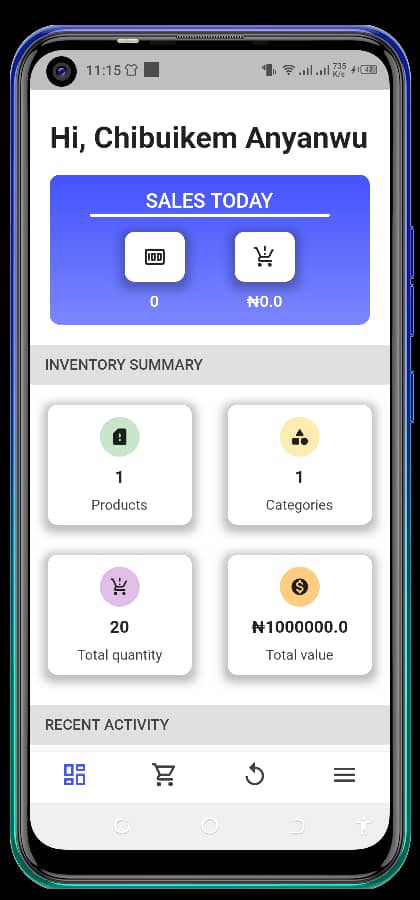 11:15
735
K/s
Hi, Chibuikem Anyanwu
SALES TODAY
0
₦0.0
INVENTORY SUMMARY
1
Products
1
Categories
20
Total quantity
₦1000000.0
Total value
RECENT ACTIVITY